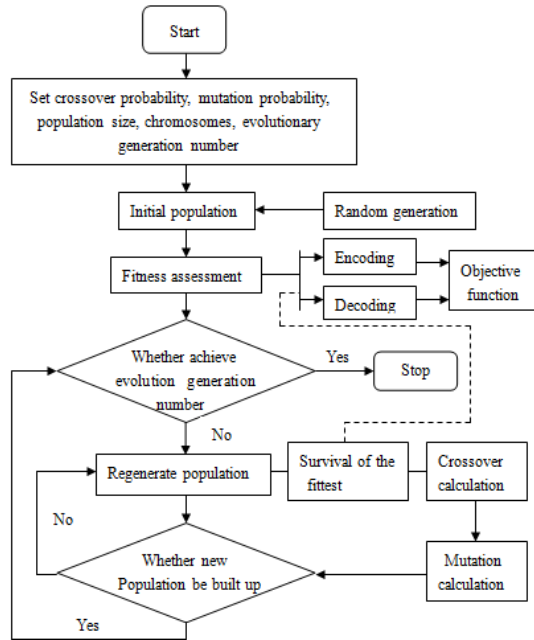 Start
Set crossover probability, mutation probability,
population size, chromosomes, evolutionary
generation number
Initial population
Random generation
Fitness assessment
Encoding
Decoding
Objective
function
Whether achieve
evolution generation
number
Yes
Stop
No
Regenerate population
Survival of the
fittest
Crossover
calculation
No
Whether new
Population be built up
Mutation
calculation
Yes